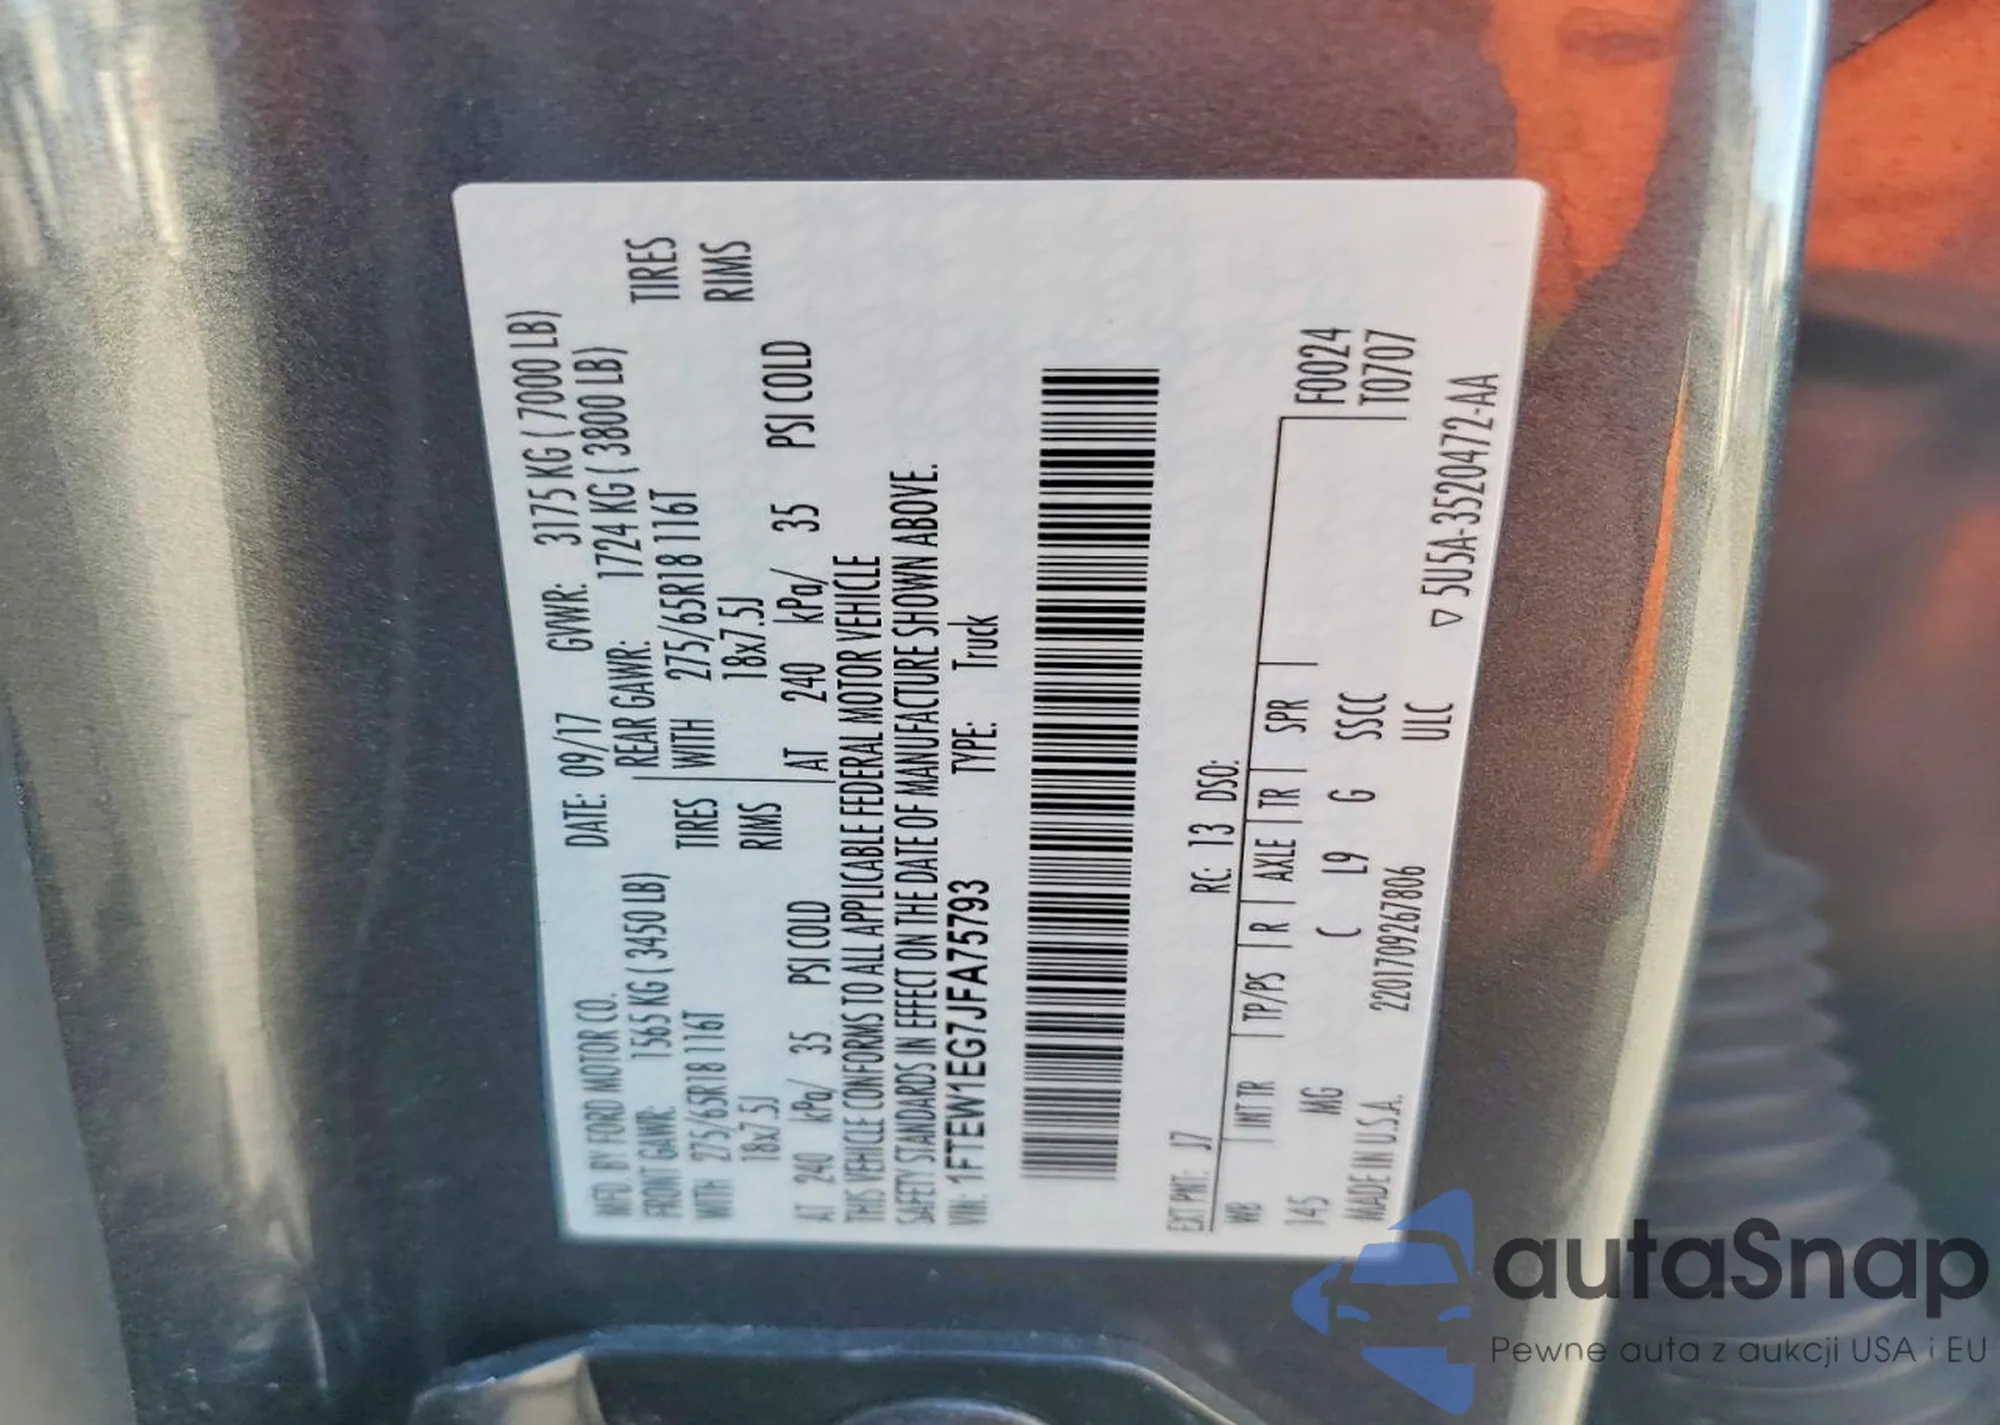 MFD. BY FORD MOTOR CO.
DATE: 09/17 GVWR: 3175 KG ( 7000 LB)
FRONT GAWR: 1565 KG ( 3450 LB) REAR GAWR: 1724 KG ( 3800 LB)
WITH 275/65R18 116T TIRES WITH 275/65R18 116T TIRES
18x7.5J RIMS 18x7.5J RIMS
AT 240 kPa/ 35 PSI COLD AT 240 kPa/ 35 PSI COLD
THIS VEHICLE CONFORMS TO ALL APPLICABLE FEDERAL MOTOR VEHICLE
SAFETY STANDARDS IN EFFECT ON THE DATE OF MANUFACTURE SHOWN ABOVE.
VIN: 1FTEW1EG7JFA75793 TYPE: Truck
EXT PNT: J7 RC: 13 DSO:
WB INT TR TP/PS R AXLE TR SPR F0024
145 MG C L9 G SSCC T0707
MADE IN U.S.A. 2201709267806 ULC
▽ 5U5A-3520472-AA
autaSnap
Pewne auta z aukcji USA i EU